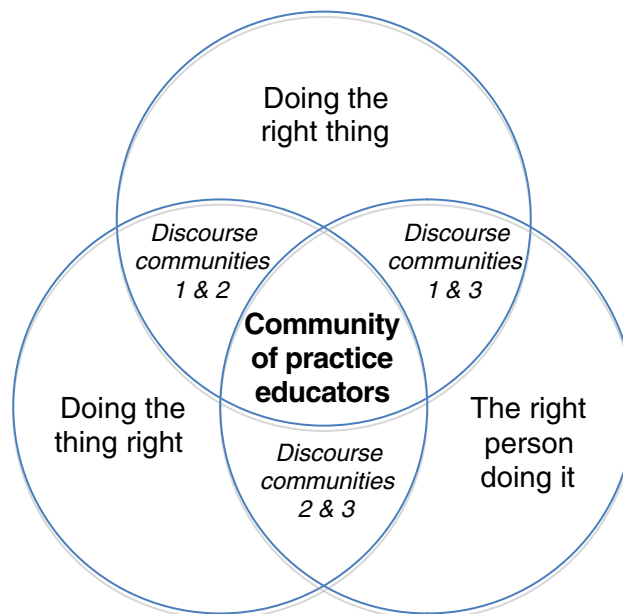 Doing the
right thing
Discourse
communities
1 & 2
Discourse
communities
1 & 3
Community
of practice
educators
Doing the
thing right
The right
person
doing it
Discourse
communities
2 & 3